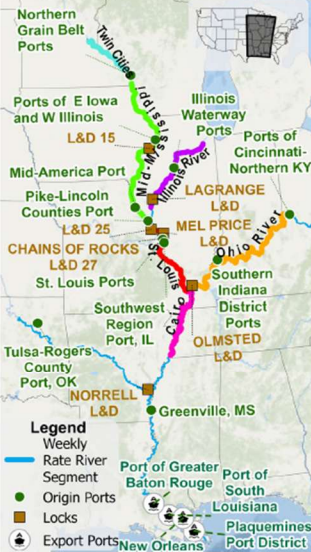 Northern
Grain Belt
Ports
Twin Cities
Ports of E Iowa
and W Illinois
Illinois
Waterway
Ports
L&D 15
Mid-Myssissippi
Illinois River
Ports of
Cincinnati-
Northern KY
Mid-America Port
LAGRANGE
L&D
Pike-Lincoln
Counties Port
MEL PRICE
L&D
L&D 25
Ohio River
CHAINS OF ROCKS
L&D 27
St. Louis
St. Louis Ports
Southern
Indiana
District
Ports
Southwest
Region
Port, IL
Cairo
OLMSTED
L&D
Tulsa-Rogers
County
Port, OK
NORRELL
L&D
Greenville, MS
Legend
Weekly
Rate River
Segment
Origin Ports
Locks
Export Ports
Port of Greater
Baton Rouge
Port of
South
Louisiana
New Orleans
Plaquemines
Port District